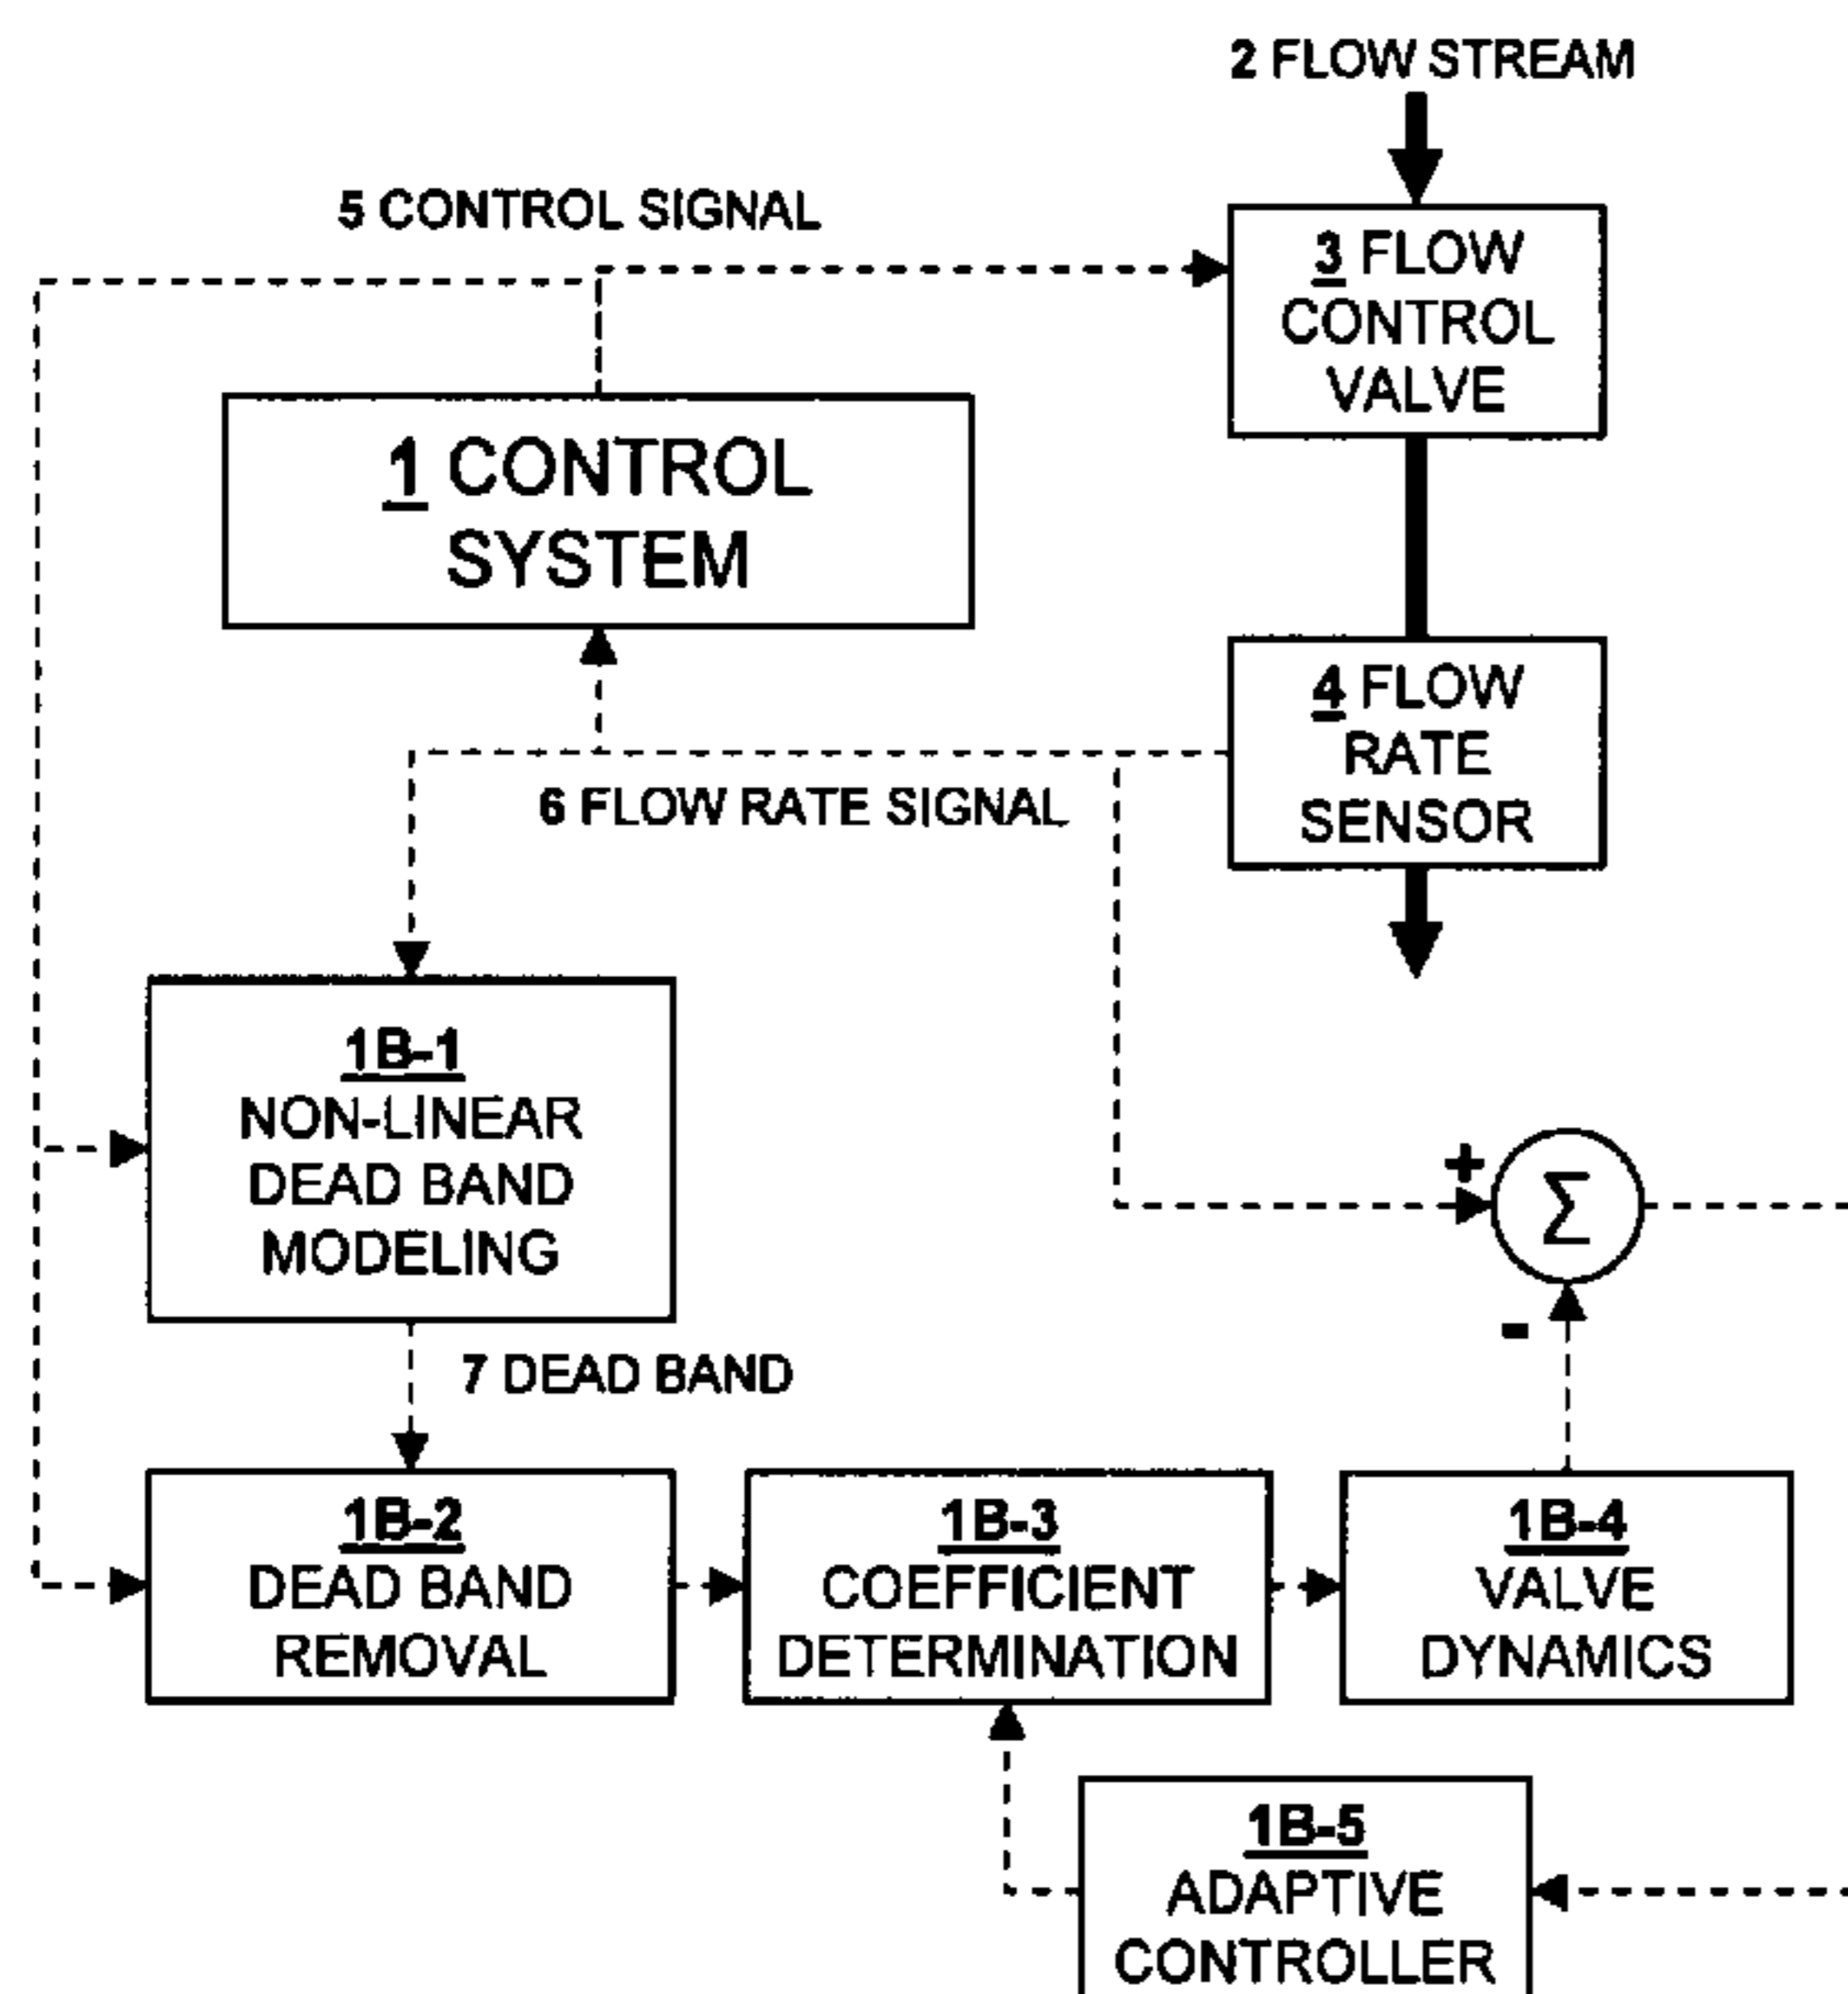 2 FLOW STREAM
5 CONTROL SIGNAL
3 FLOW
CONTROL
VALVE
1 CONTROL
SYSTEM
4 FLOW
RATE
SENSOR
6 FLOW RATE SIGNAL
1B-1
NON-LINEAR
DEAD BAND
MODELING
+
Σ
-
7 DEAD BAND
1B-2
DEAD BAND
REMOVAL
1B-3
COEFFICIENT
DETERMINATION
1B-4
VALVE
DYNAMICS
1B-5
ADAPTIVE
CONTROLLER